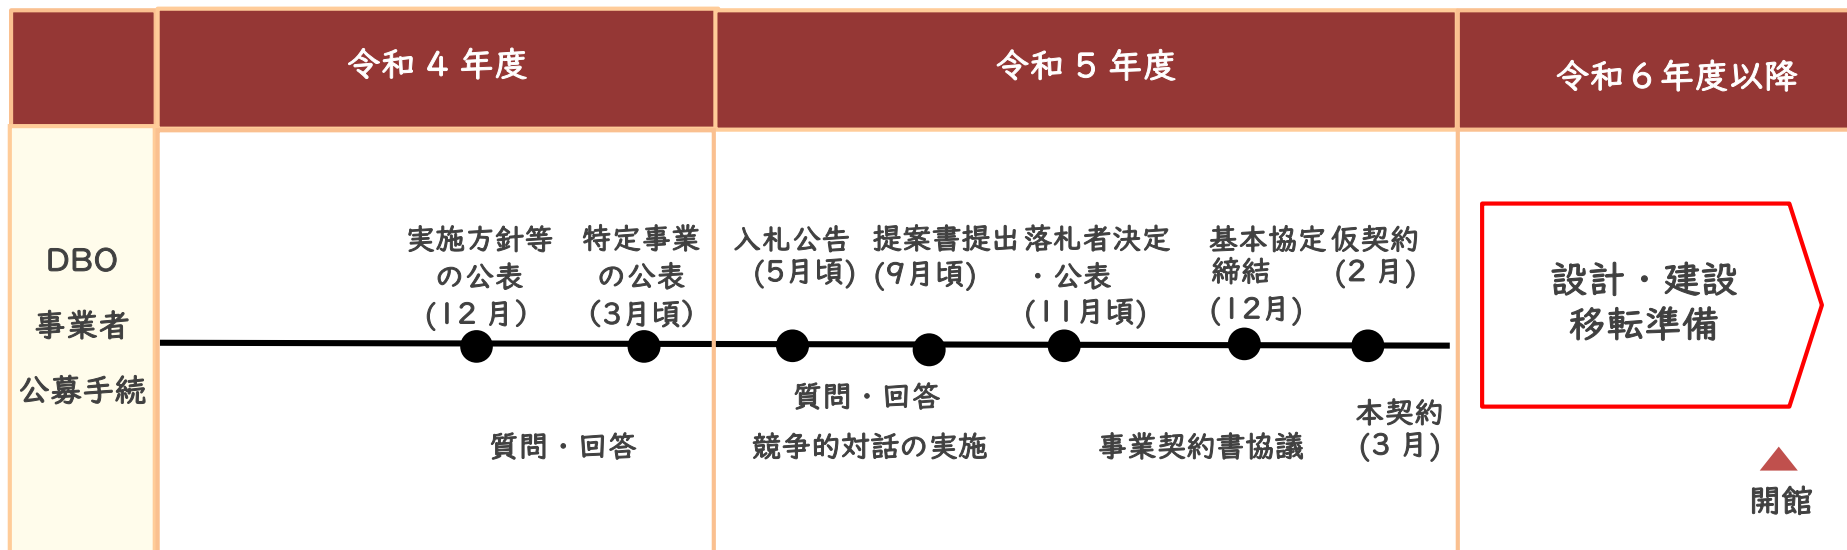 令和4年度
令和5年度
令和6年度以降
DBO
事業者
公募手続
実施方針等
の公表
(12月)
特定事業
の公表
(3月頃)
入札公告
(5月頃)
提案書提出
(9月頃)
落札者決定
・公表
(11月頃)
基本協定
締結
(12月)
仮契約
(2月)
質問・回答
質問・回答
競争的対話の実施
事業契約書協議
本契約
(3月)
設計・建設
移転準備
開館